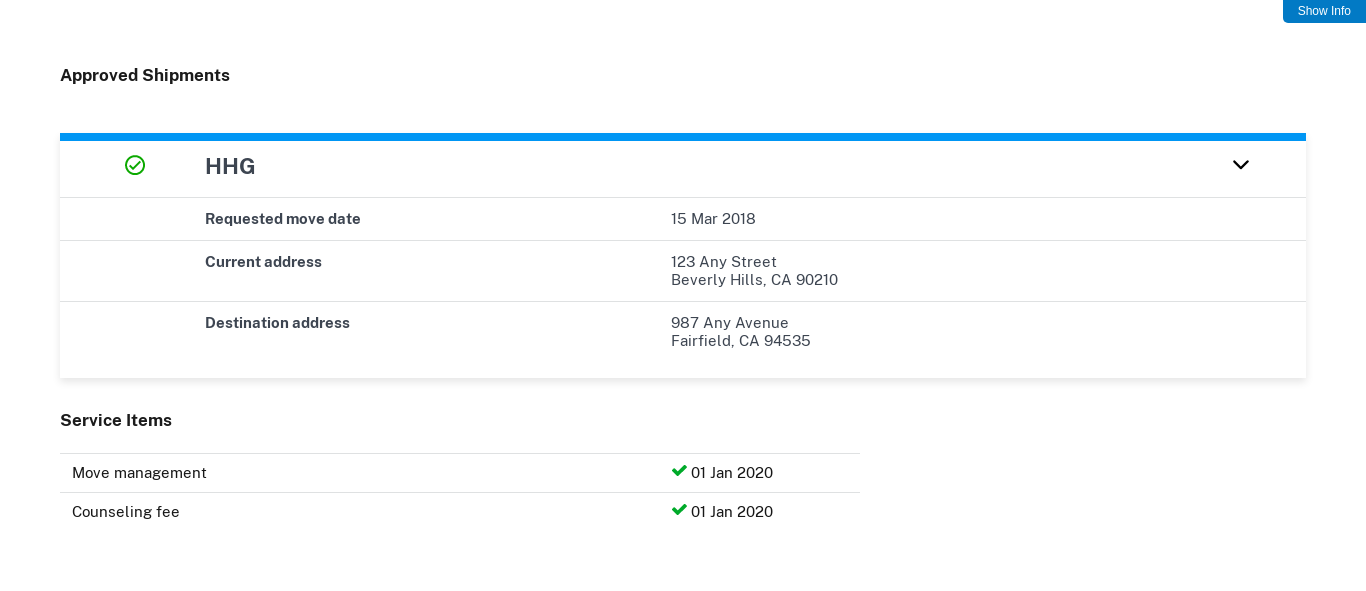 Show Info
Approved Shipments
HHG
Requested move date 15 Mar 2018
Current address 123 Any Street
Beverly Hills, CA 90210
Destination address 987 Any Avenue
Fairfield, CA 94535
Service Items
Move management 01 Jan 2020
Counseling fee 01 Jan 2020